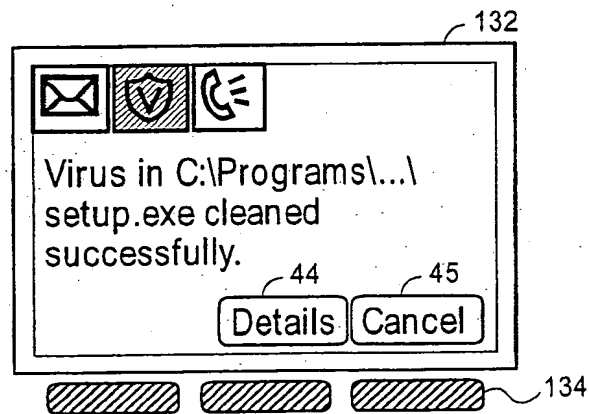 132
V
Virus in C:\Programs\...\
setup.exe cleaned
successfully.
44 45
Details Cancel
134